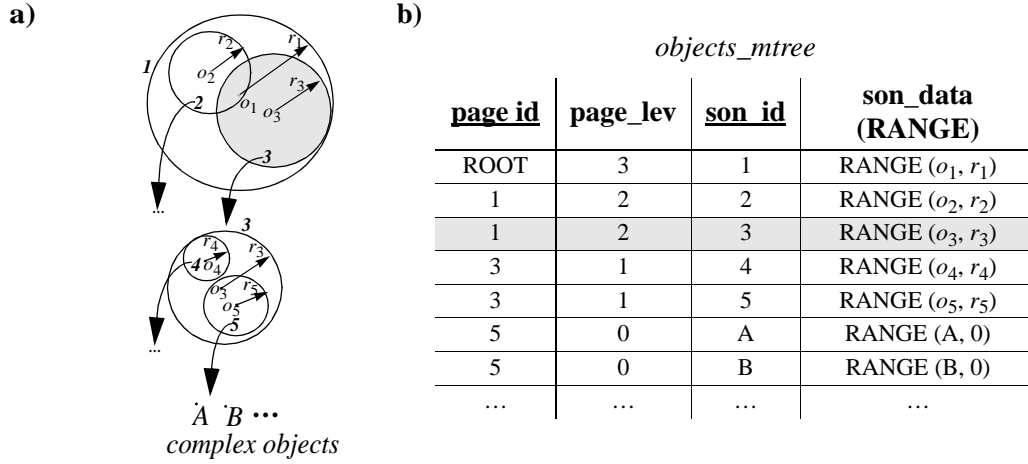 a)
r1
r2
1
o2
r3
o1
2
o3
3
...
3
r4
r3
4
o4
o3
r5
o5
5
...
A B ...
complex objects
b)
objects_mtree
page id page_lev son_id son_data (RANGE)
ROOT 3 1 RANGE (o1, r1)
1 2 2 RANGE (o2, r2)
1 2 3 RANGE (o3, r3)
3 1 4 RANGE (o4, r4)
3 1 5 RANGE (o5, r5)
5 0 A RANGE (A, 0)
5 0 B RANGE (B, 0)
... ... ... ...